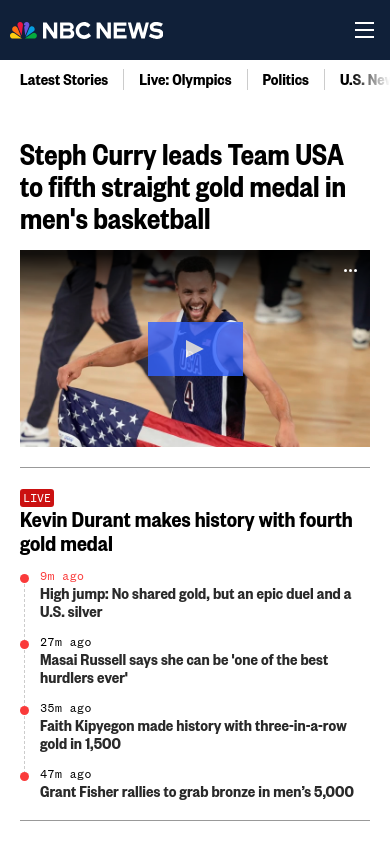 NBC NEWS
Latest Stories
Live: Olympics
Politics
U.S. News
Steph Curry leads Team USA
to fifth straight gold medal in
men's basketball
USA
4
LIVE
Kevin Durant makes history with fourth
gold medal
9m ago
High jump: No shared gold, but an epic duel and a
U.S. silver
27m ago
Masai Russell says she can be 'one of the best
hurdlers ever'
35m ago
Faith Kipyegon made history with three-in-a-row
gold in 1,500
47m ago
Grant Fisher rallies to grab bronze in men’s 5,000